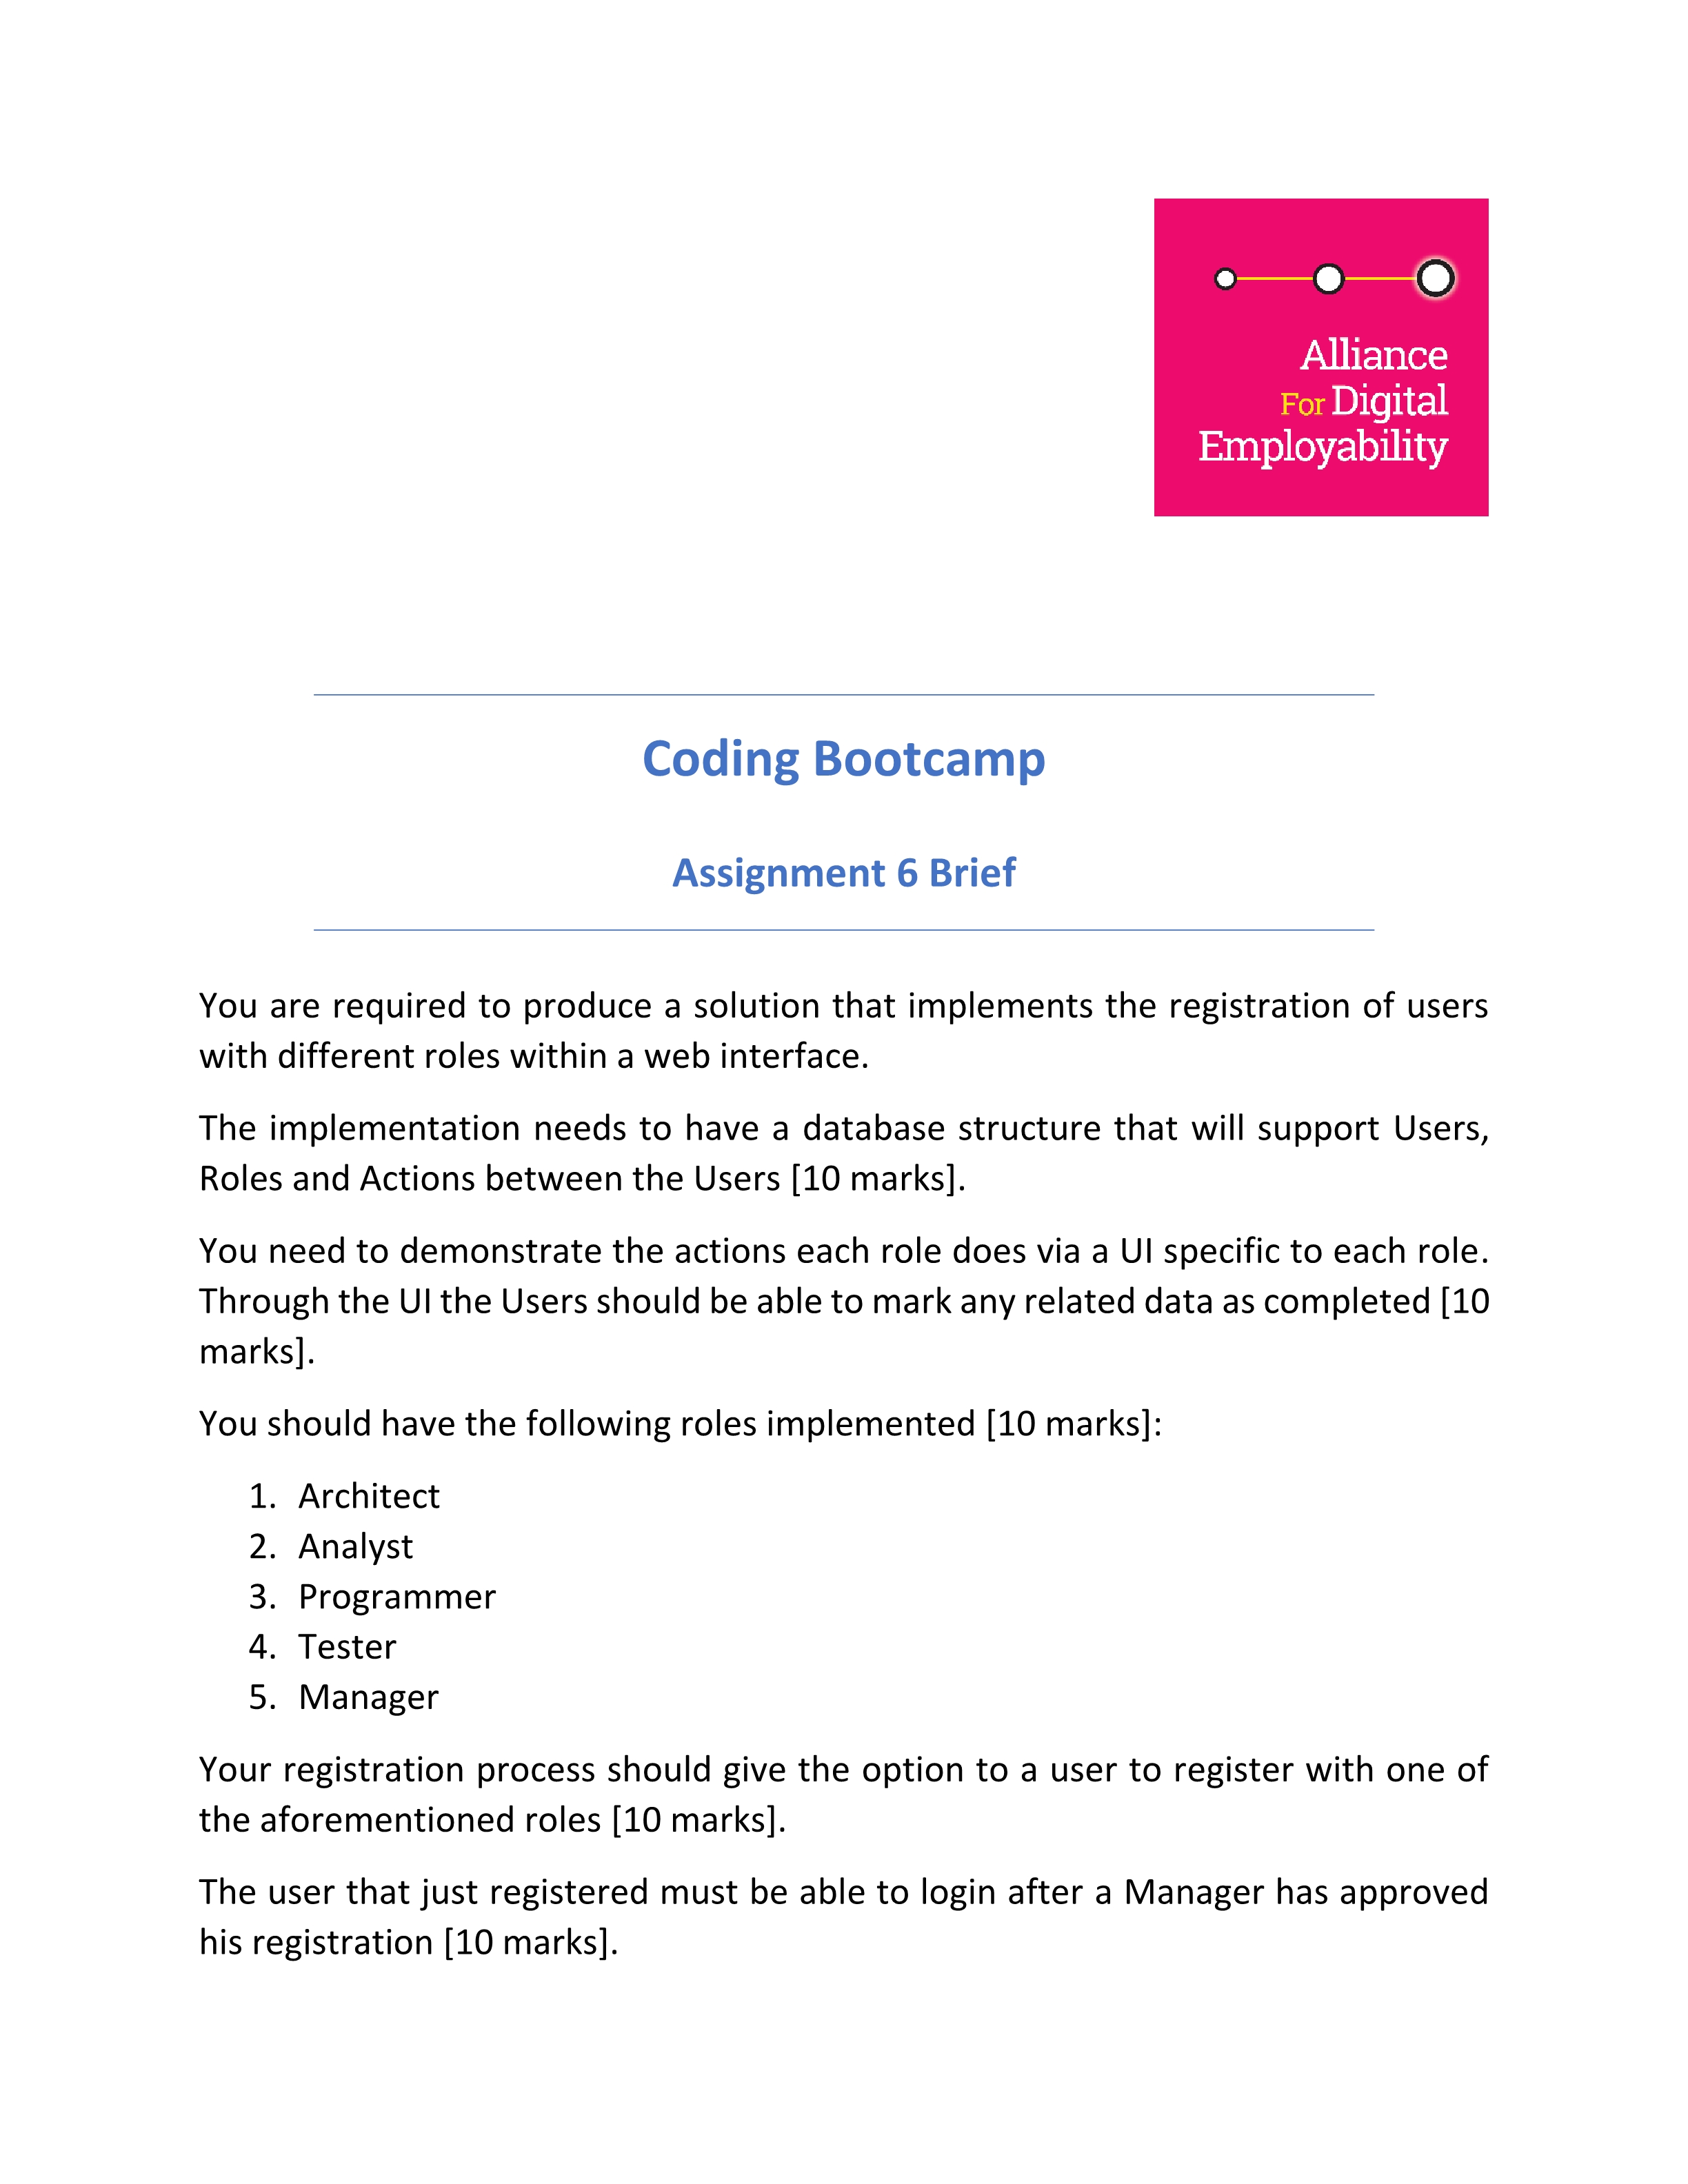 Alliance
For Digital
Employability
Coding Bootcamp
Assignment 6 Brief
You are required to produce a solution that implements the registration of users
with different roles within a web interface.
The implementation needs to have a database structure that will support Users,
Roles and Actions between the Users [10 marks].
You need to demonstrate the actions each role does via a UI specific to each role.
Through the UI the Users should be able to mark any related data as completed [10
marks].
You should have the following roles implemented [10 marks]:
1. Architect
2. Analyst
3. Programmer
4. Tester
5. Manager
Your registration process should give the option to a user to register with one of
the aforementioned roles [10 marks].
The user that just registered must be able to login after a Manager has approved
his registration [10 marks].